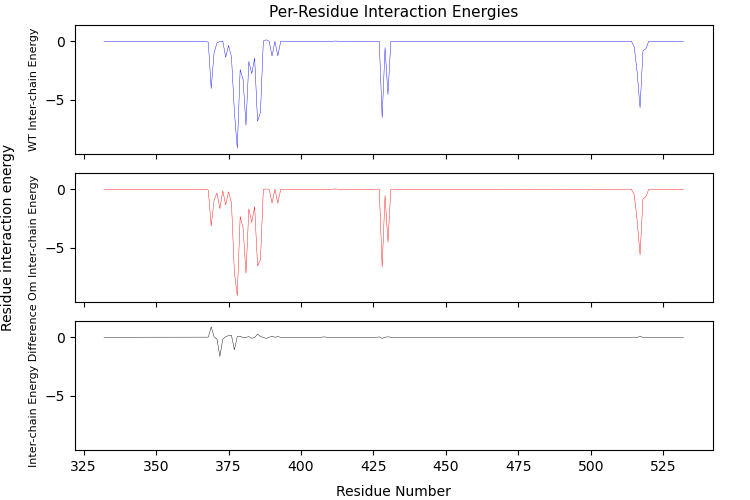 Per-Residue Interaction Energies
Residue interaction energy
WT Inter-chain Energy
0
−5
Om Inter-chain Energy
0
−5
Inter-chain Energy Difference
0
−5
325 350 375 400 425 450 475 500 525
Residue Number